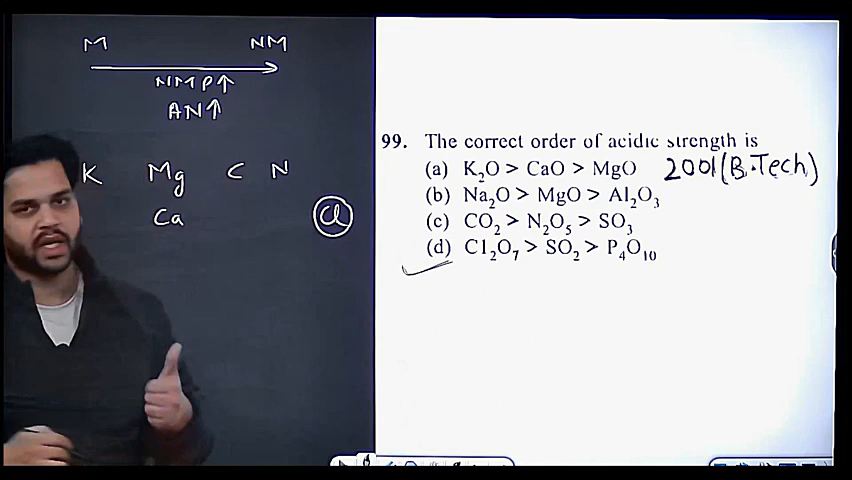 M NM
NMP↑
AN↑
K Mg C N
Ca Cl
99. The correct order of acidic strength is
(a) K₂O > CaO > MgO 2001(B.Tech)
(b) Na₂O > MgO > Al₂O₃
(c) CO₂ > N₂O₅ > SO₃
(d) Cl₂O₇ > SO₂ > P₄O₁₀